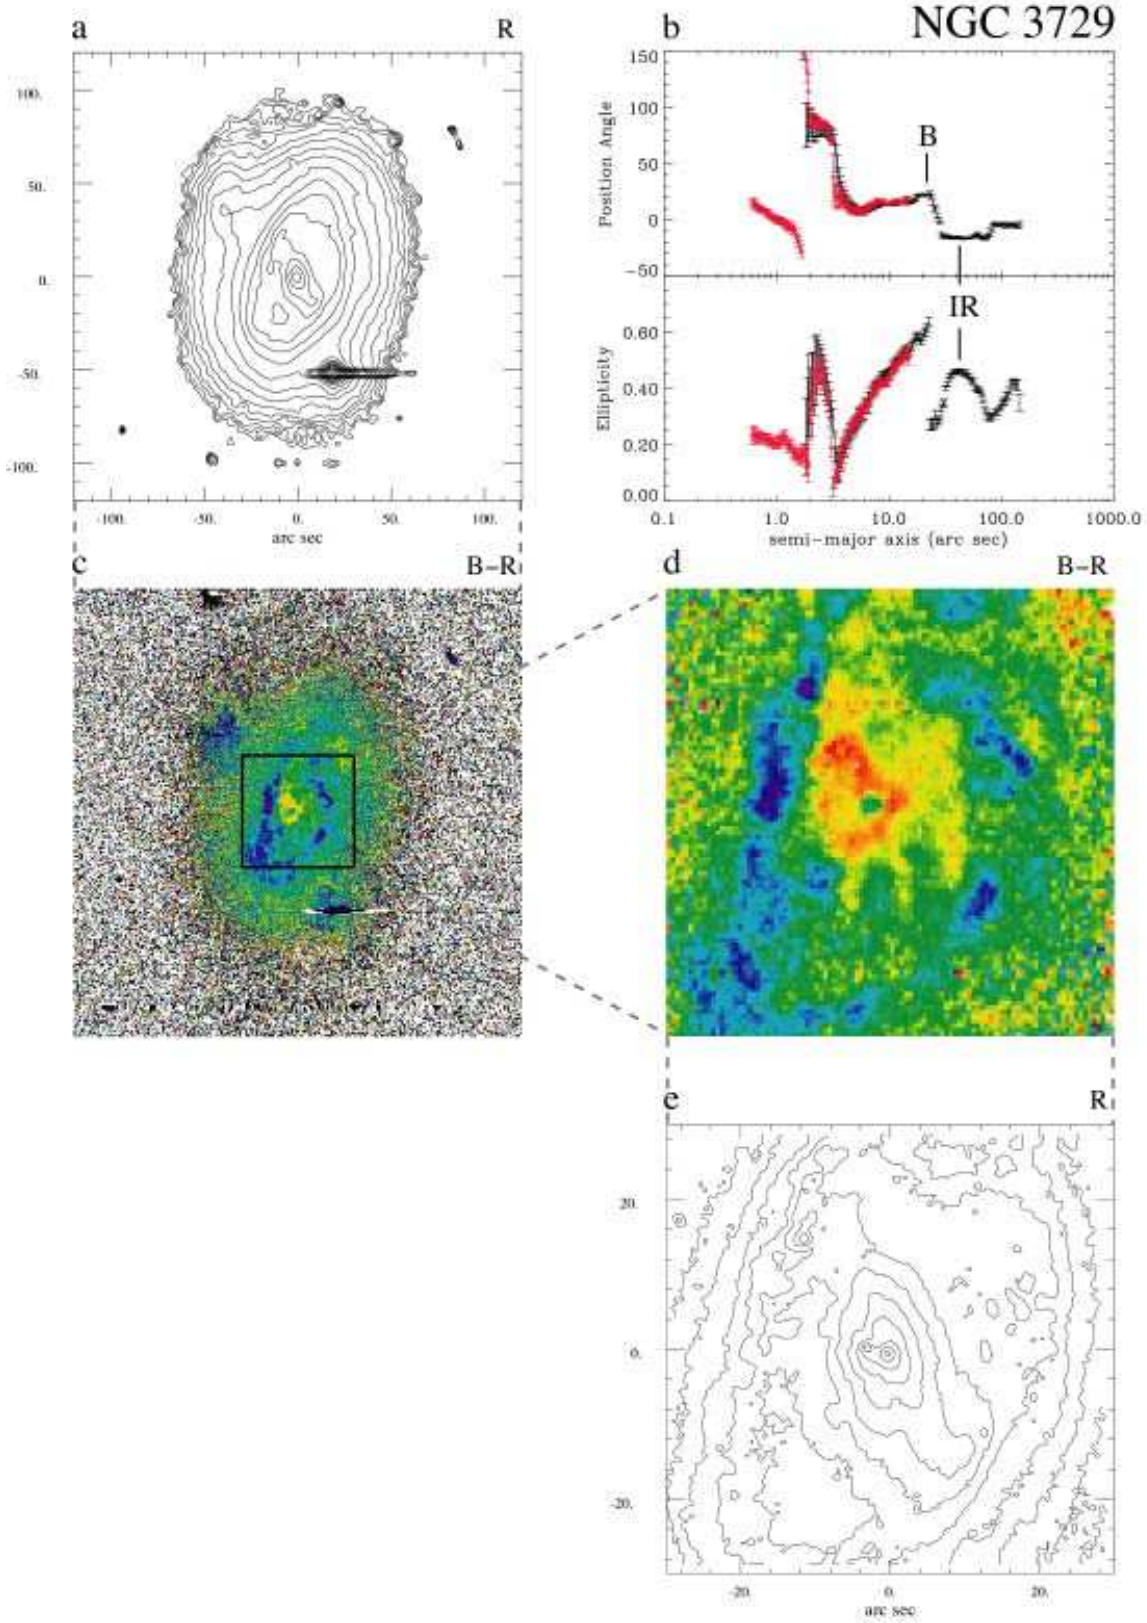 NGC 3729
a R
100.
50.
0.
-50.
-100.
-100. -50. 0. 50. 100.
arc sec
b
Position Angle
150
100
50
0
-50
B
IR
Ellipticity
0.60
0.40
0.20
0.00
0.1 1.0 10.0 100.0 1000.0
semi-major axis (arc sec)
c B-R
d B-R
e R
20.
0.
-20.
-20. 0. 20.
arc sec